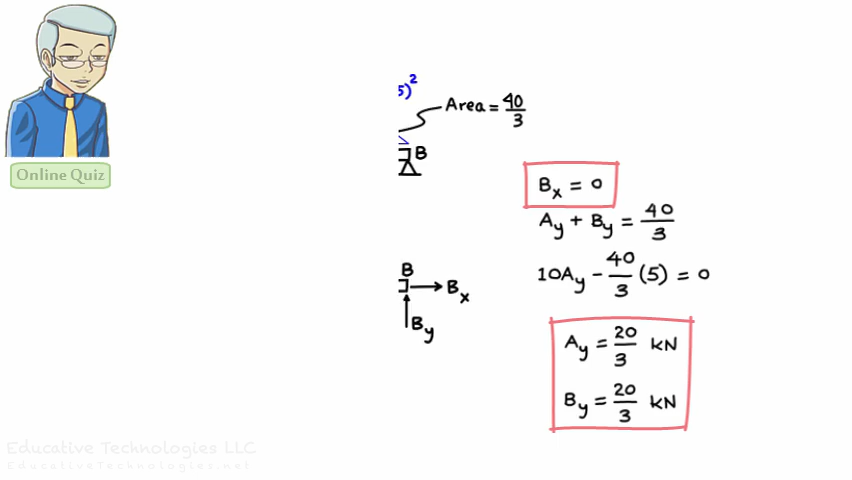 5)²
Area = 40/3
B
Online Quiz
Bx = 0
Ay + By = 40/3
10Ay - 40/3 (5) = 0
B
Bx
By
Ay = 20/3 kN
By = 20/3 kN
Educative Technologies LLC
EducativeTechnologies.net